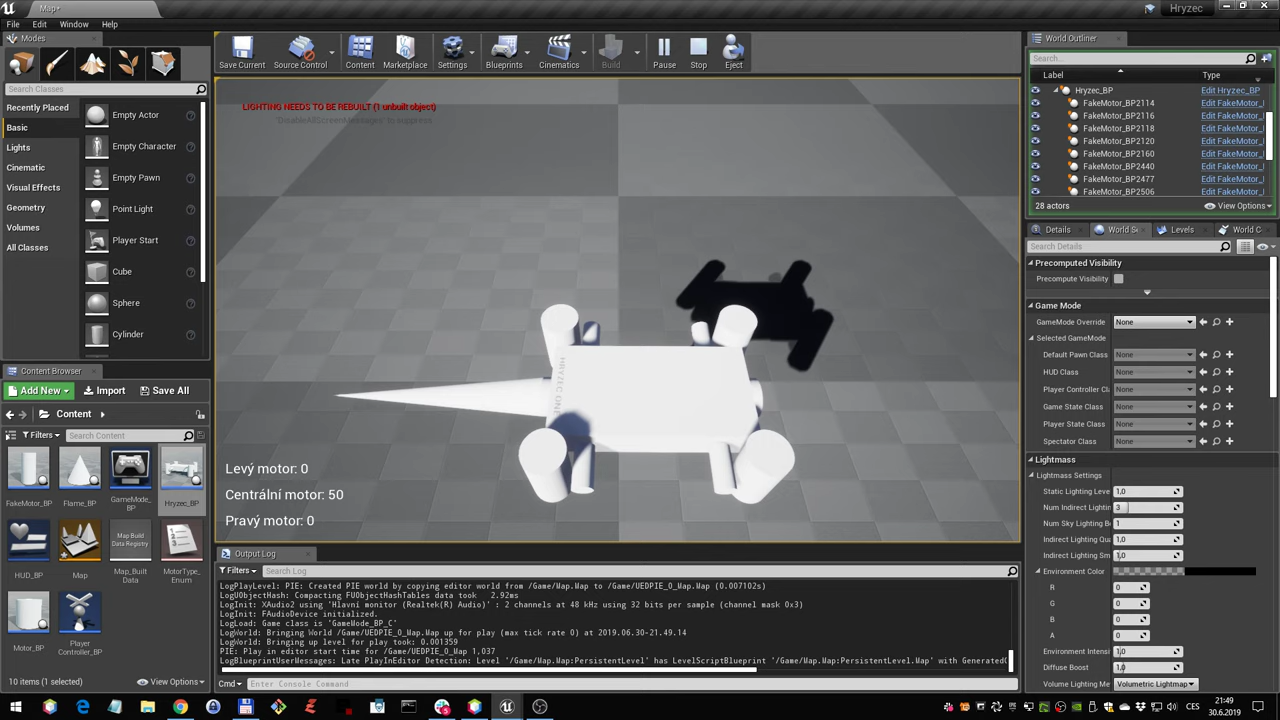 Map*
Hryzec
File Edit Window Help
Modes
Search Classes
Recently Placed
Basic
Lights
Cinematic
Visual Effects
Geometry
Volumes
All Classes
Empty Actor
Empty Character
Empty Pawn
Point Light
Player Start
Cube
Sphere
Cylinder
Save Current
Source Control
Content
Marketplace
Settings
Blueprints
Cinematics
Build
Pause
Stop
Eject
LIGHTING NEEDS TO BE REBUILT (1 unbuilt object)
'DisableAllScreenMessages' to suppress
HRYZEC ONE
Levý motor: 0
Centrální motor: 50
Pravý motor: 0
World Outliner
Search...
Label Type
Hryzec_BP Edit Hryzec_BP
FakeMotor_BP2114 Edit FakeMotor_
FakeMotor_BP2116 Edit FakeMotor_
FakeMotor_BP2118 Edit FakeMotor_
FakeMotor_BP2120 Edit FakeMotor_
FakeMotor_BP2160 Edit FakeMotor_
FakeMotor_BP2440 Edit FakeMotor_
FakeMotor_BP2477 Edit FakeMotor_
FakeMotor_BP2506 Edit FakeMotor_
28 actors
View Options
Details World Se Levels World C
Search Details
Precomputed Visibility
Precompute Visibility
Game Mode
GameMode Override None
Selected GameMode
Default Pawn Class None
HUD Class None
Player Controller Cl None
Game State Class None
Player State Class None
Spectator Class None
Lightmass
Lightmass Settings
Static Lighting Leve 1,0
Num Indirect Lightin 3
Num Sky Lighting Bo 1
Indirect Lighting Qua 1,0
Indirect Lighting Sm 1,0
Environment Color
R 0
G 0
B 0
A 0
Environment Intensi 1,0
Diffuse Boost 1,0
Volume Lighting Me Volumetric Lightmap
Content Browser
Add New Import Save All
Content
Filters Search Content
FakeMotor_BP
Flame_BP
GameMode_BP
Hryzec_BP
HUD_BP
Map
Map_Built Data
MotorType_Enum
Motor_BP
Player Controller_BP
10 items (1 selected)
View Options
Output Log
Filters Search Log
LogPlayLevel: PIE: Created PIE world by copying editor world from /Game/Map.Map to /Game/UEDPIE_0_Map.Map (0.007102s)
LogUObjectHash: Compacting FUObjectHashTables data took 2.92ms
LogInit: XAudio2 using 'Hlavní monitor (Realtek(R) Audio)' : 2 channels at 48 kHz using 32 bits per sample (channel mask 0x3)
LogInit: FAudioDevice initialized.
LogLoad: Game class is 'GameMode_BP_C'
LogWorld: Bringing World /Game/UEDPIE_0_Map.Map up for play (max tick rate 0) at 2019.06.30-21.49.14
LogWorld: Bringing up level for play took: 0.001359
PIE: Play in editor start time for /Game/UEDPIE_0_Map 1,037
LogBlueprintUserMessages: Late PlayInEditor Detection: Level '/Game/Map.Map:PersistentLevel' has LevelScriptBlueprint '/Game/Map.Map:PersistentLevel.Map' with GeneratedC
Cmd Enter Console Command
CES
21:49
30.6.2019